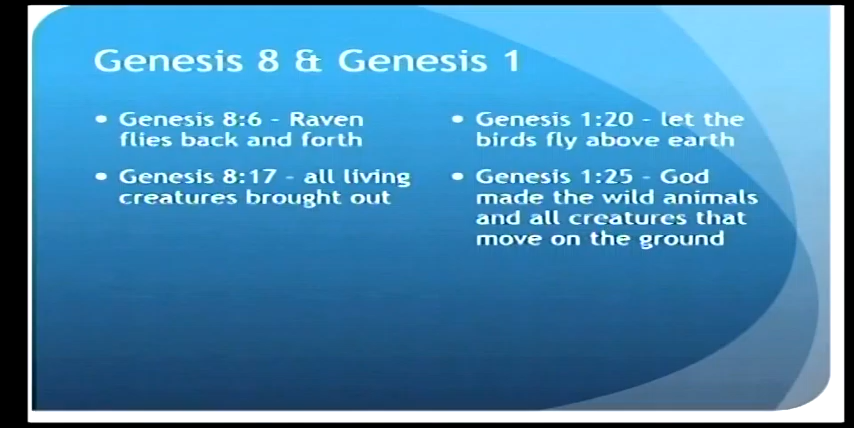 Genesis 8 & Genesis 1
• Genesis 8:6 - Raven
flies back and forth
• Genesis 8:17 - all living
creatures brought out
• Genesis 1:20 - let the
birds fly above earth
• Genesis 1:25 - God
made the wild animals
and all creatures that
move on the ground